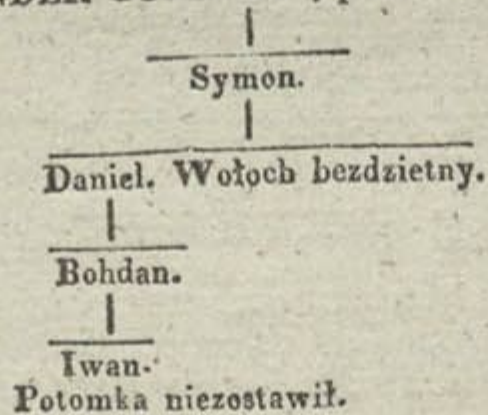 Symon.
Daniel. Wołoch bezdzietny.
Bohdan.
Iwan.
Potomka niezostawił.